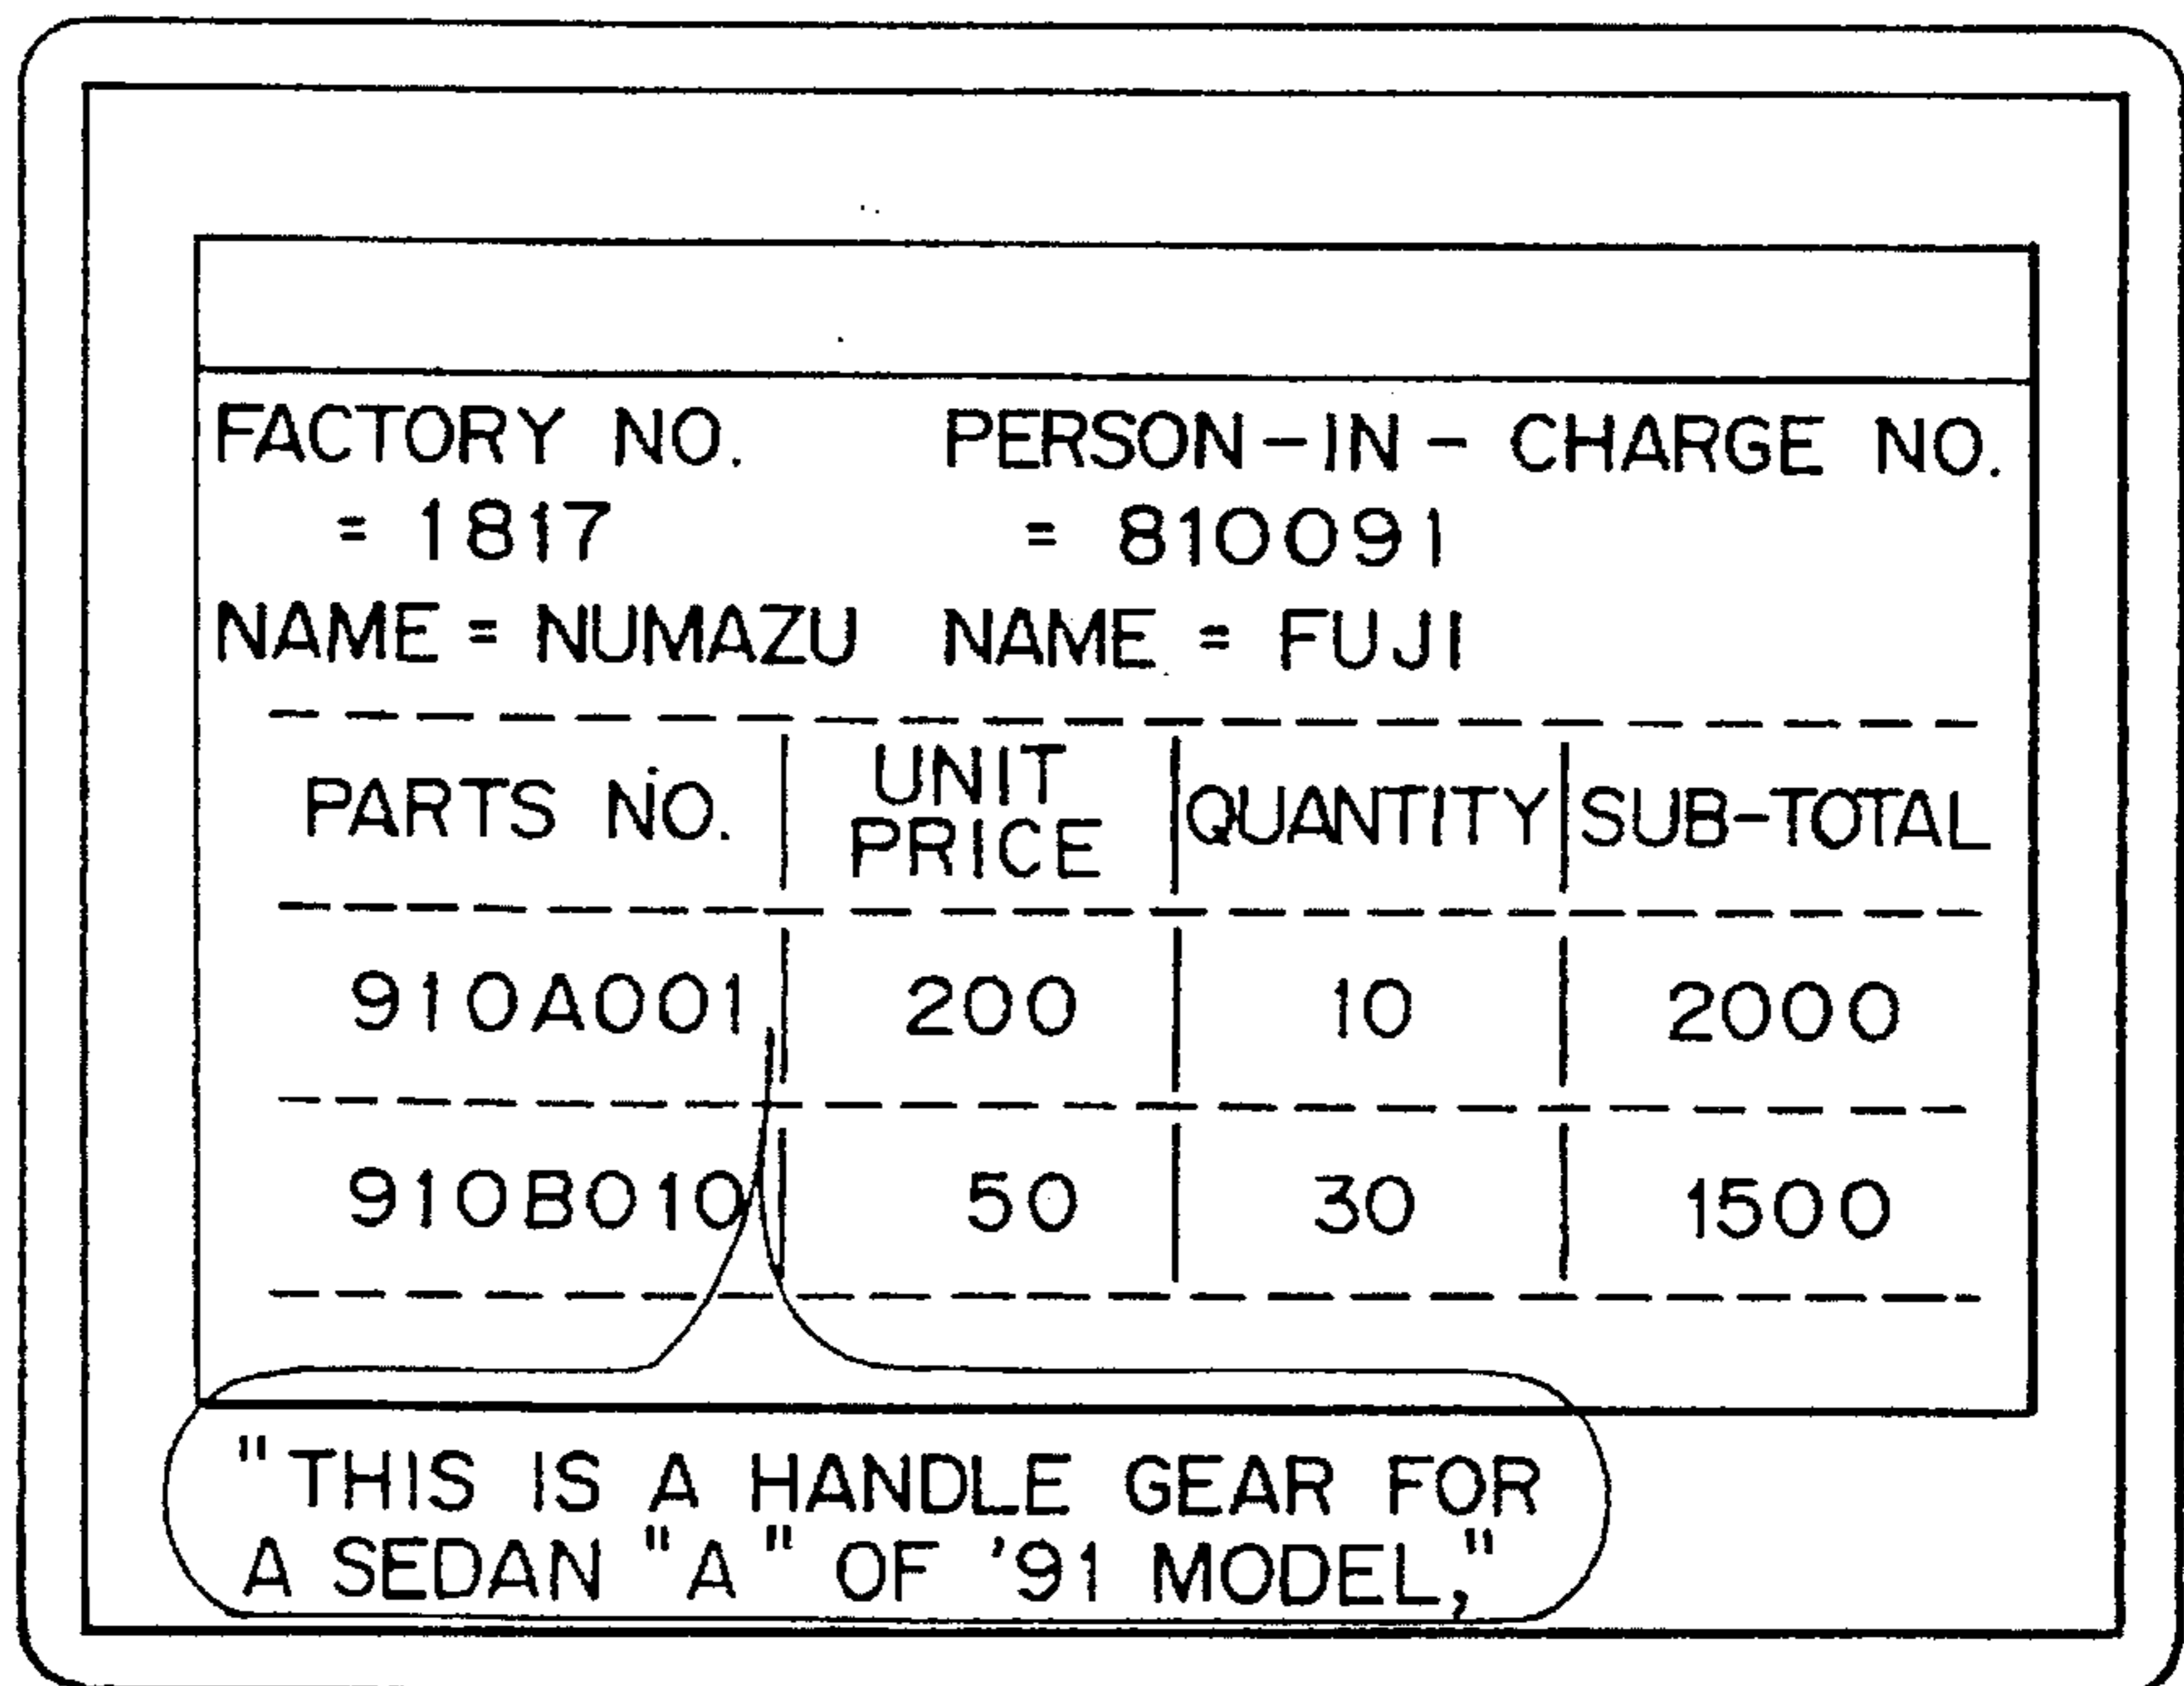 FACTORY NO. PERSON-IN-CHARGE NO.
= 1817 = 810091
NAME = NUMAZU NAME = FUJI
PARTS NO. UNIT PRICE QUANTITY SUB-TOTAL
910A001 200 10 2000
910B010 50 30 1500
"THIS IS A HANDLE GEAR FOR
A SEDAN "A" OF '91 MODEL,"